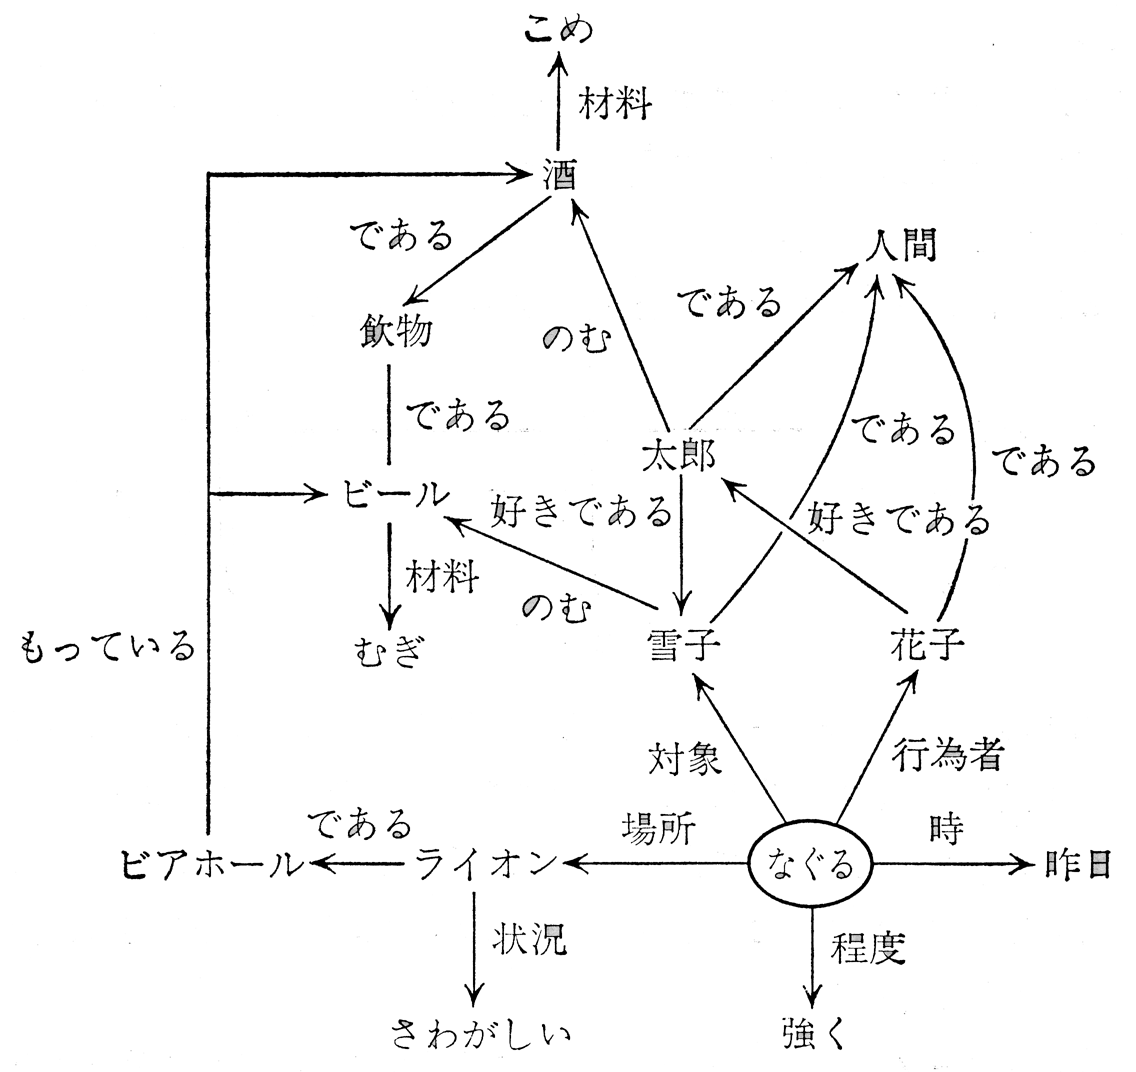 こめ
材料
酒
である
人間
である
飲物
のむ
である
である
太郎
である
ビール
好きである
好きである
材料
のむ
もっている
むぎ
雪子
花子
対象
行為者
である
場所
時
ビアホール
ライオン
なぐる
昨日
状況
程度
さわがしい
強く